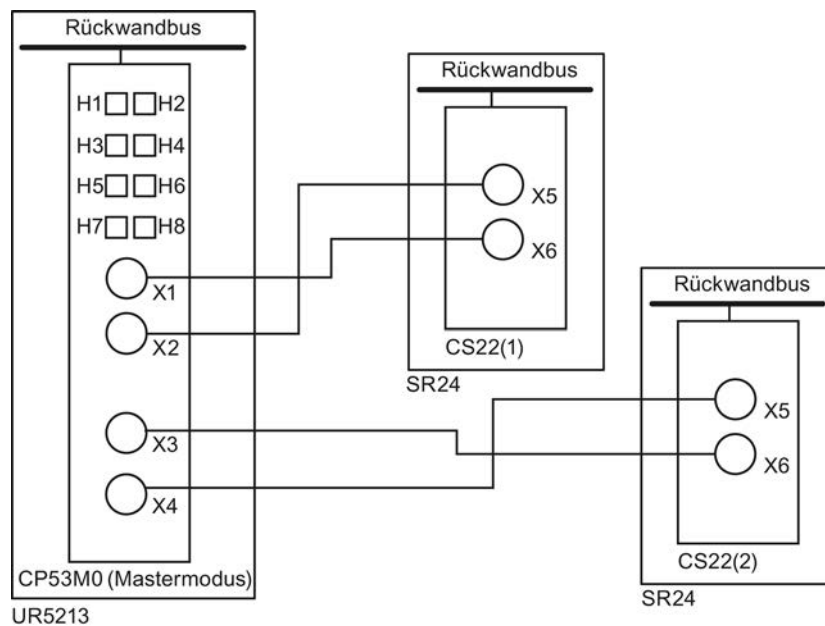 Rückwandbus
H1 H2
H3 H4
H5 H6
H7 H8
X1
X2
X3
X4
CP53M0 (Mastermodus)
UR5213
Rückwandbus
X5
X6
CS22(1)
SR24
Rückwandbus
X5
X6
CS22(2)
SR24